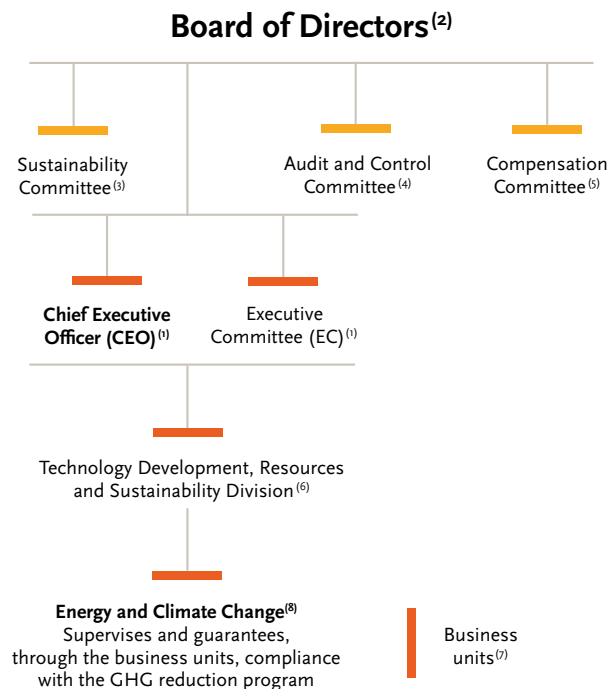 Board of Directors(2)
Sustainability
Committee(3)
Audit and Control
Committee(4)
Compensation
Committee(5)
Chief Executive
Officer (CEO)(1)
Executive
Committee (EC)(1)
Technology Development, Resources
and Sustainability Division(6)
Energy and Climate Change(8)
Supervises and guarantees,
through the business units, compliance
with the GHG reduction program
Business
units(7)